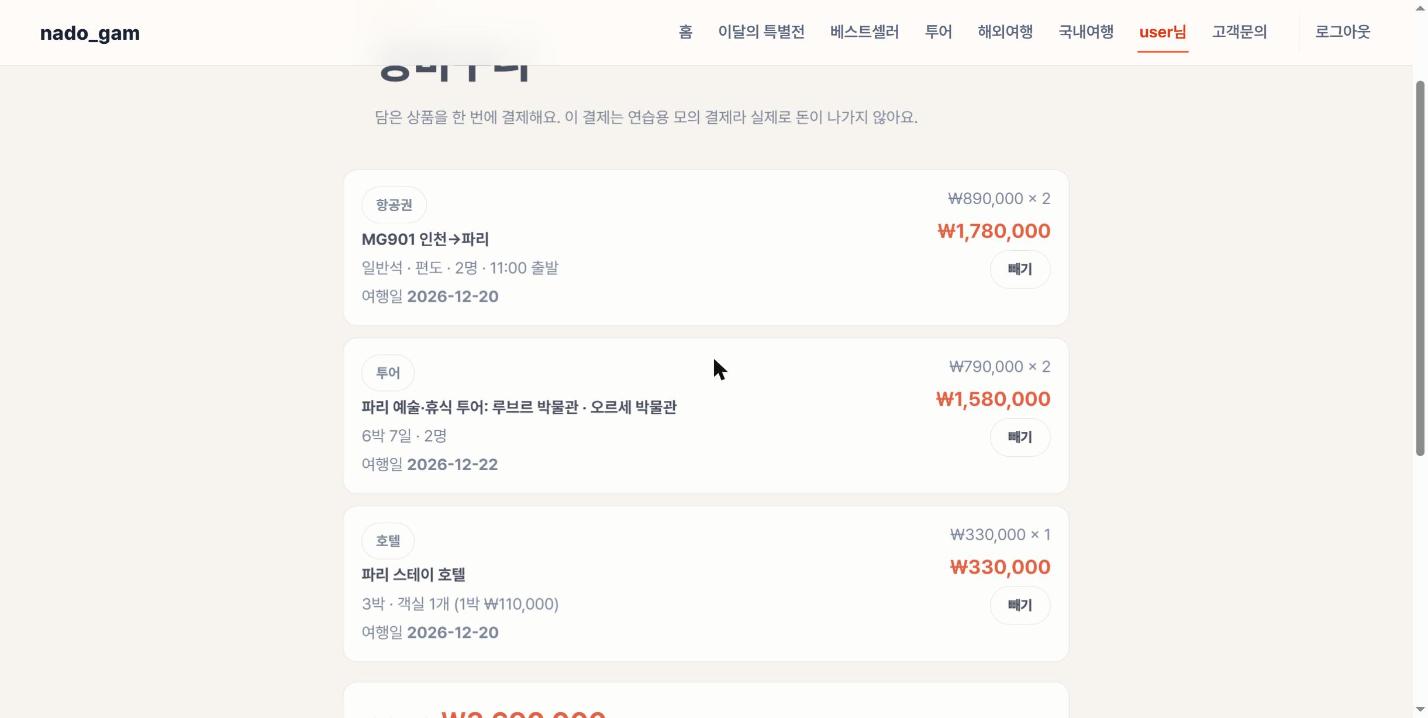 nado_gam
홈 이달의 특별전 베스트셀러 투어 해외여행 국내여행 user님 고객문의 로그아웃
담은 상품을 한 번에 결제해요. 이 결제는 연습용 모의 결제라 실제로 돈이 나가지 않아요.
항공권
₩890,000 × 2
MG901 인천→파리
₩1,780,000
일반석 · 편도 · 2명 · 11:00 출발
빼기
여행일 2026-12-20
투어
₩790,000 × 2
파리 예술·휴식 투어: 루브르 박물관 · 오르세 박물관
₩1,580,000
6박 7일 · 2명
빼기
여행일 2026-12-22
호텔
₩330,000 × 1
파리 스테이 호텔
₩330,000
3박 · 객실 1개 (1박 ₩110,000)
빼기
여행일 2026-12-20